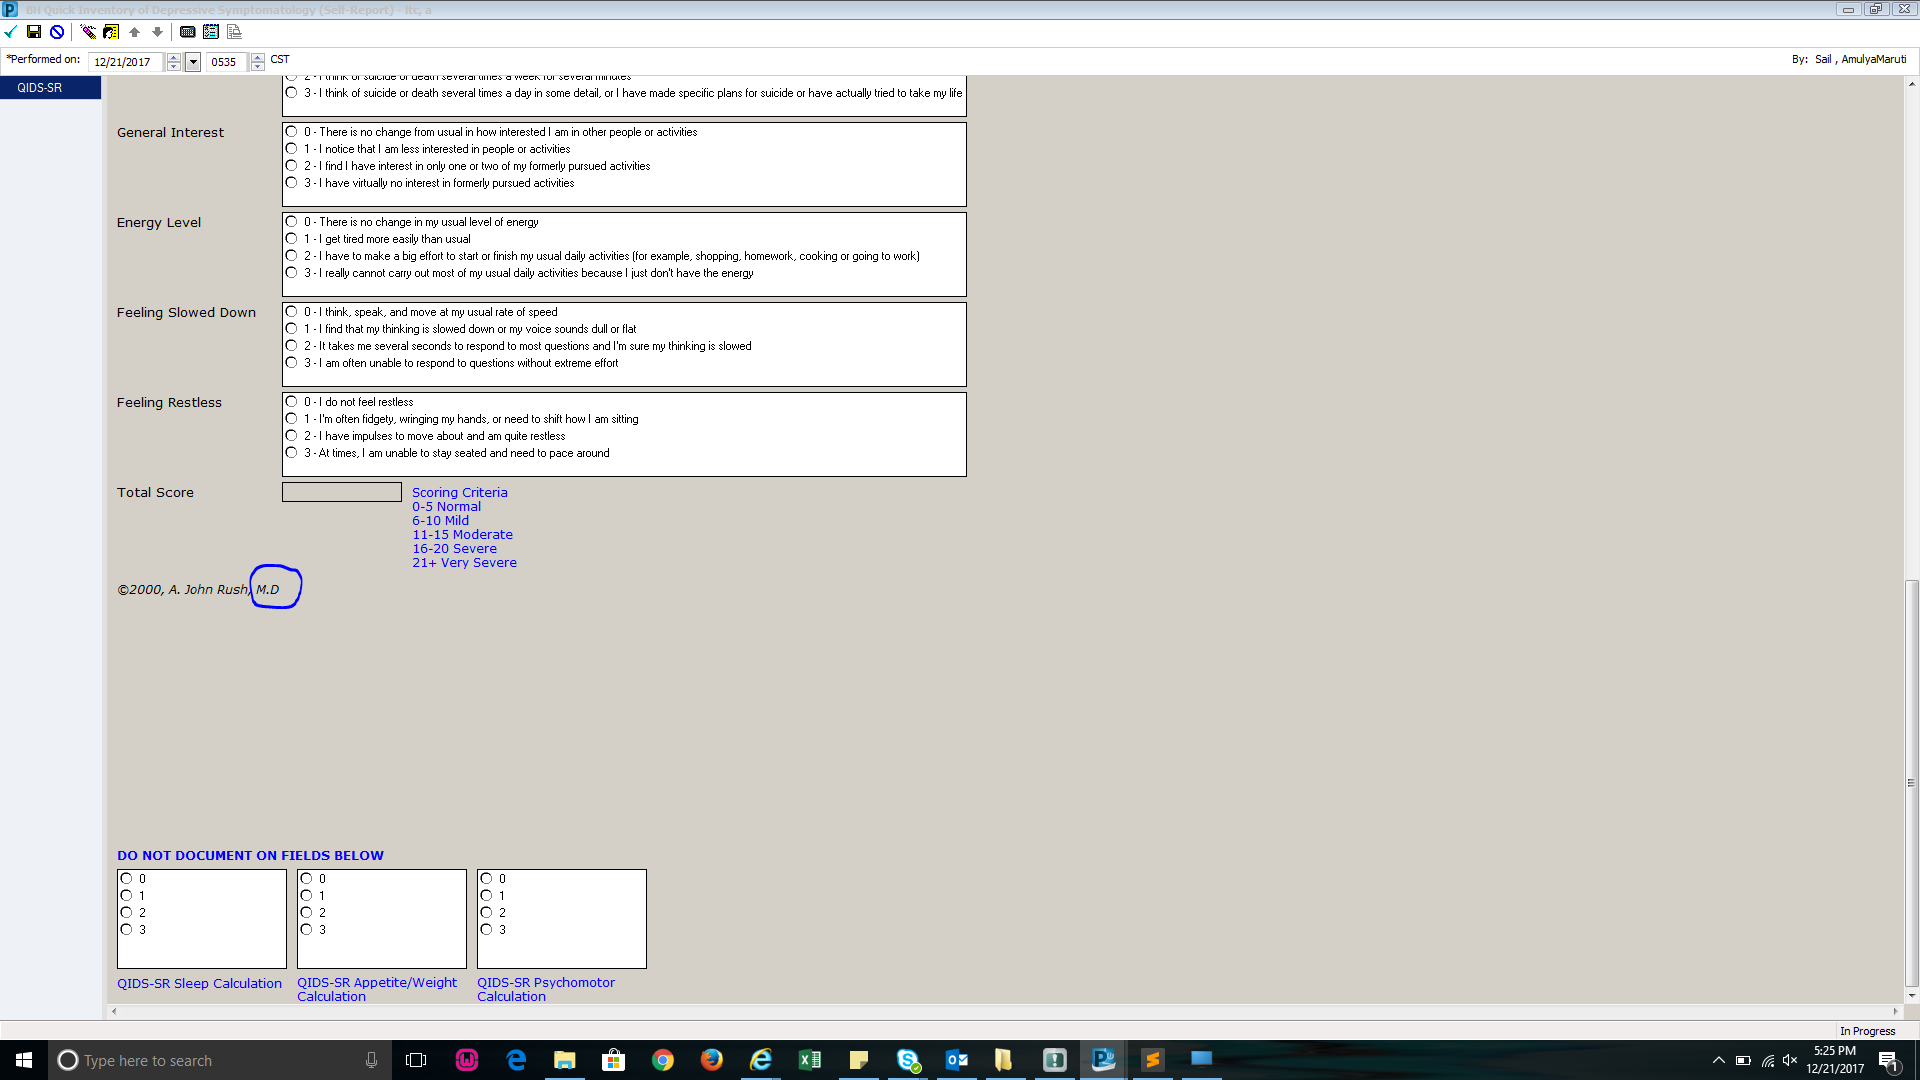 BH Quick Inventory of Depressive Symptomatology (Self-Report) - ltc, a
*Performed on: 12/21/2017 0535 CST By: Sail , AmulyaMaruti
QIDS-SR
2 - I think of suicide or death several times a week for several minutes
3 - I think of suicide or death several times a day in some detail, or I have made specific plans for suicide or have actually tried to take my life
General Interest
0 - There is no change from usual in how interested I am in other people or activities
1 - I notice that I am less interested in people or activities
2 - I find I have interest in only one or two of my formerly pursued activities
3 - I have virtually no interest in formerly pursued activities
Energy Level
0 - There is no change in my usual level of energy
1 - I get tired more easily than usual
2 - I have to make a big effort to start or finish my usual daily activities (for example, shopping, homework, cooking or going to work)
3 - I really cannot carry out most of my usual daily activities because I just don't have the energy
Feeling Slowed Down
0 - I think, speak, and move at my usual rate of speed
1 - I find that my thinking is slowed down or my voice sounds dull or flat
2 - It takes me several seconds to respond to most questions and I'm sure my thinking is slowed
3 - I am often unable to respond to questions without extreme effort
Feeling Restless
0 - I do not feel restless
1 - I'm often fidgety, wringing my hands, or need to shift how I am sitting
2 - I have impulses to move about and am quite restless
3 - At times, I am unable to stay seated and need to pace around
Total Score
Scoring Criteria
0-5 Normal
6-10 Mild
11-15 Moderate
16-20 Severe
21+ Very Severe
©2000, A. John Rush, M.D
DO NOT DOCUMENT ON FIELDS BELOW
0 0 0
1 1 1
2 2 2
3 3 3
QIDS-SR Sleep Calculation
QIDS-SR Appetite/Weight
Calculation
QIDS-SR Psychomotor
Calculation
In Progress
Type here to search
5:25 PM
12/21/2017
1